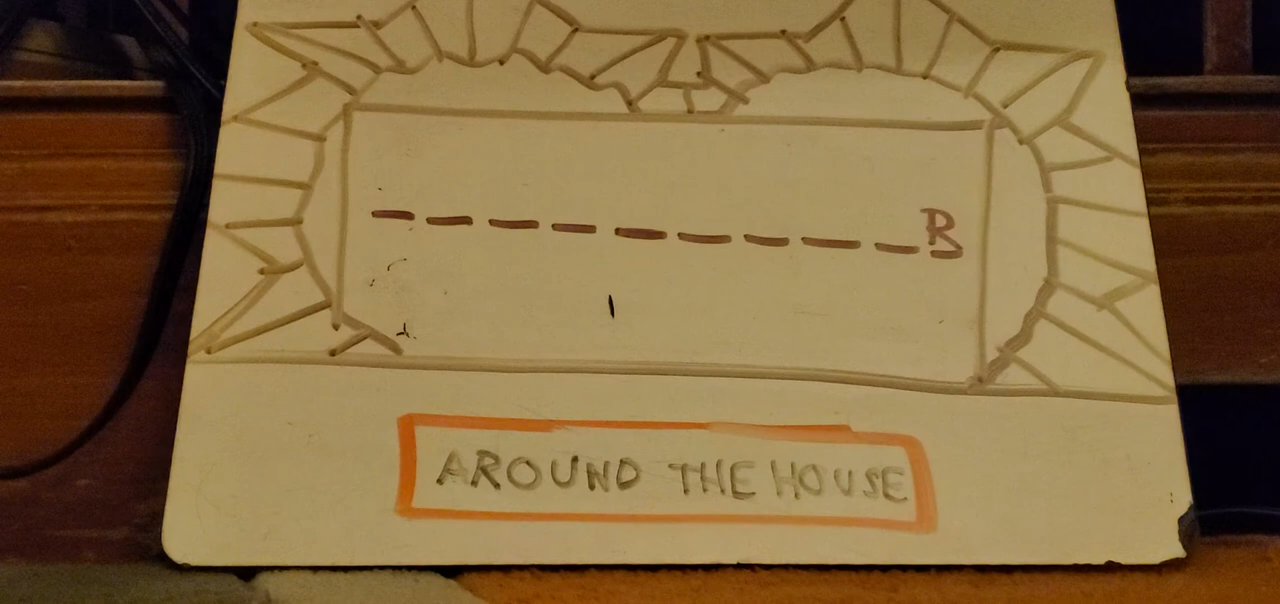 _ _ _ _ _ _ _ _ _ R
AROUND THE HOUSE